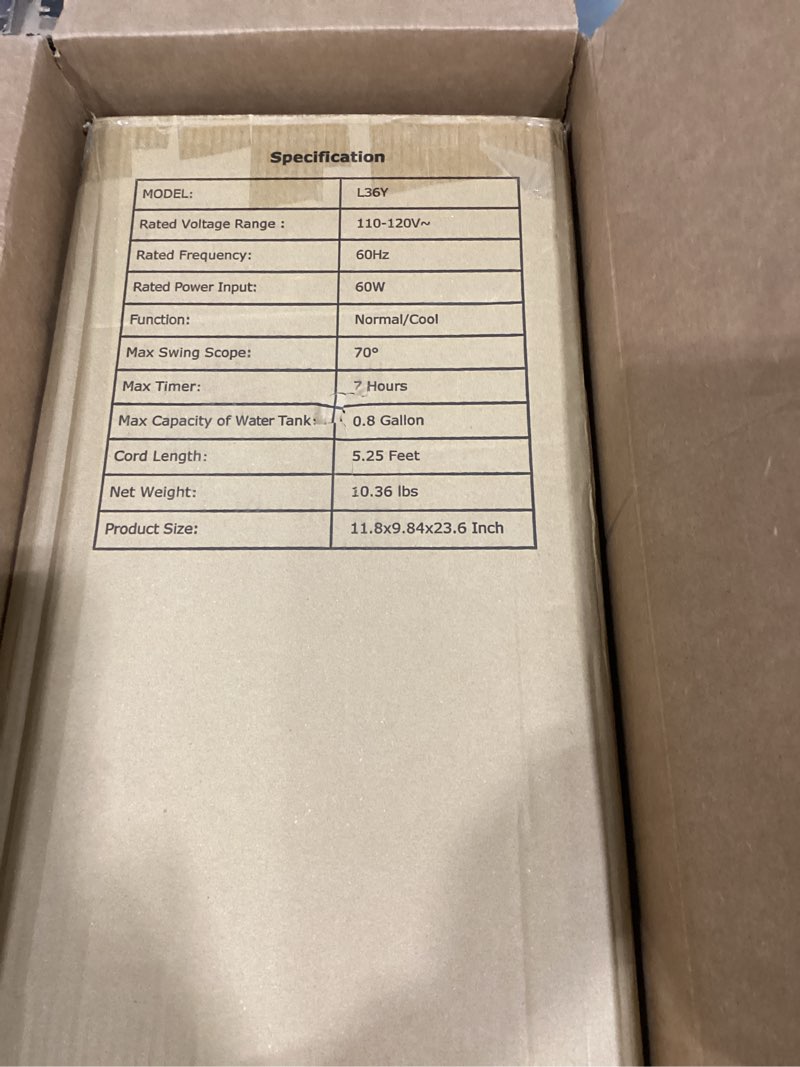 Specification
MODEL: L36Y
Rated Voltage Range : 110-120V~
Rated Frequency: 60Hz
Rated Power Input: 60W
Function: Normal/Cool
Max Swing Scope: 70°
Max Timer: 7 Hours
Max Capacity of Water Tank: 0.8 Gallon
Cord Length: 5.25 Feet
Net Weight: 10.36 lbs
Product Size: 11.8x9.84x23.6 Inch